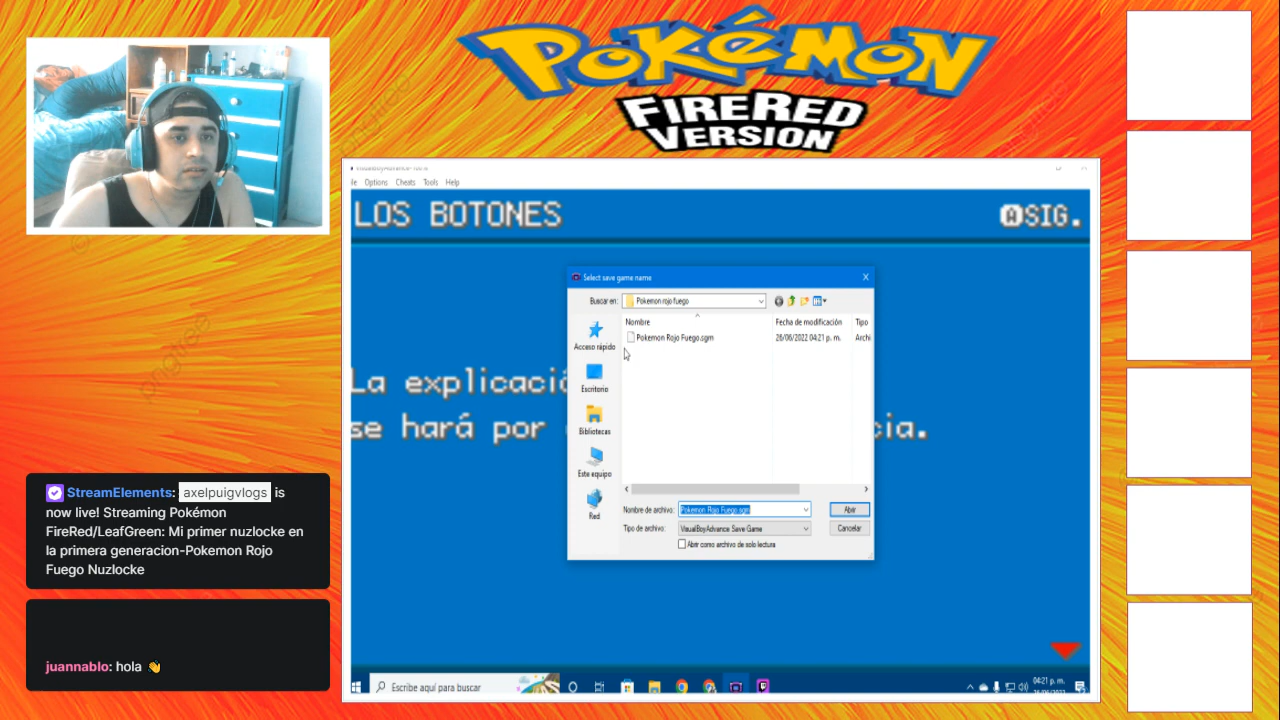 POKéMON
FIRERED
VERSION
Options Cheats Tools Help
LOS BOTONES
ASIG.
Select save game name
Buscar en: Pokemon rojo fuego
Nombre Fecha de modificación Tipo
Pokemon Rojo Fuego.sgm 26/06/2022 04:21 p. m. Archi
Acceso rápido
Escritorio
Bibliotecas
Este equipo
Red
La explicació
se hará por cia.
Nombre de archivo: Pokemon Rojo Fuego.sgm Abrir
Tipo de archivo: VisualBoyAdvance Save Game Cancelar
Abrir como archivo de solo lectura
StreamElements: axelpuigvlogs is
now live! Streaming Pokémon
FireRed/LeafGreen: Mi primer nuzlocke en
la primera generacion-Pokemon Rojo
Fuego Nuzlocke
juannablo: hola 👋
Escribe aquí para buscar
04:21 p. m.